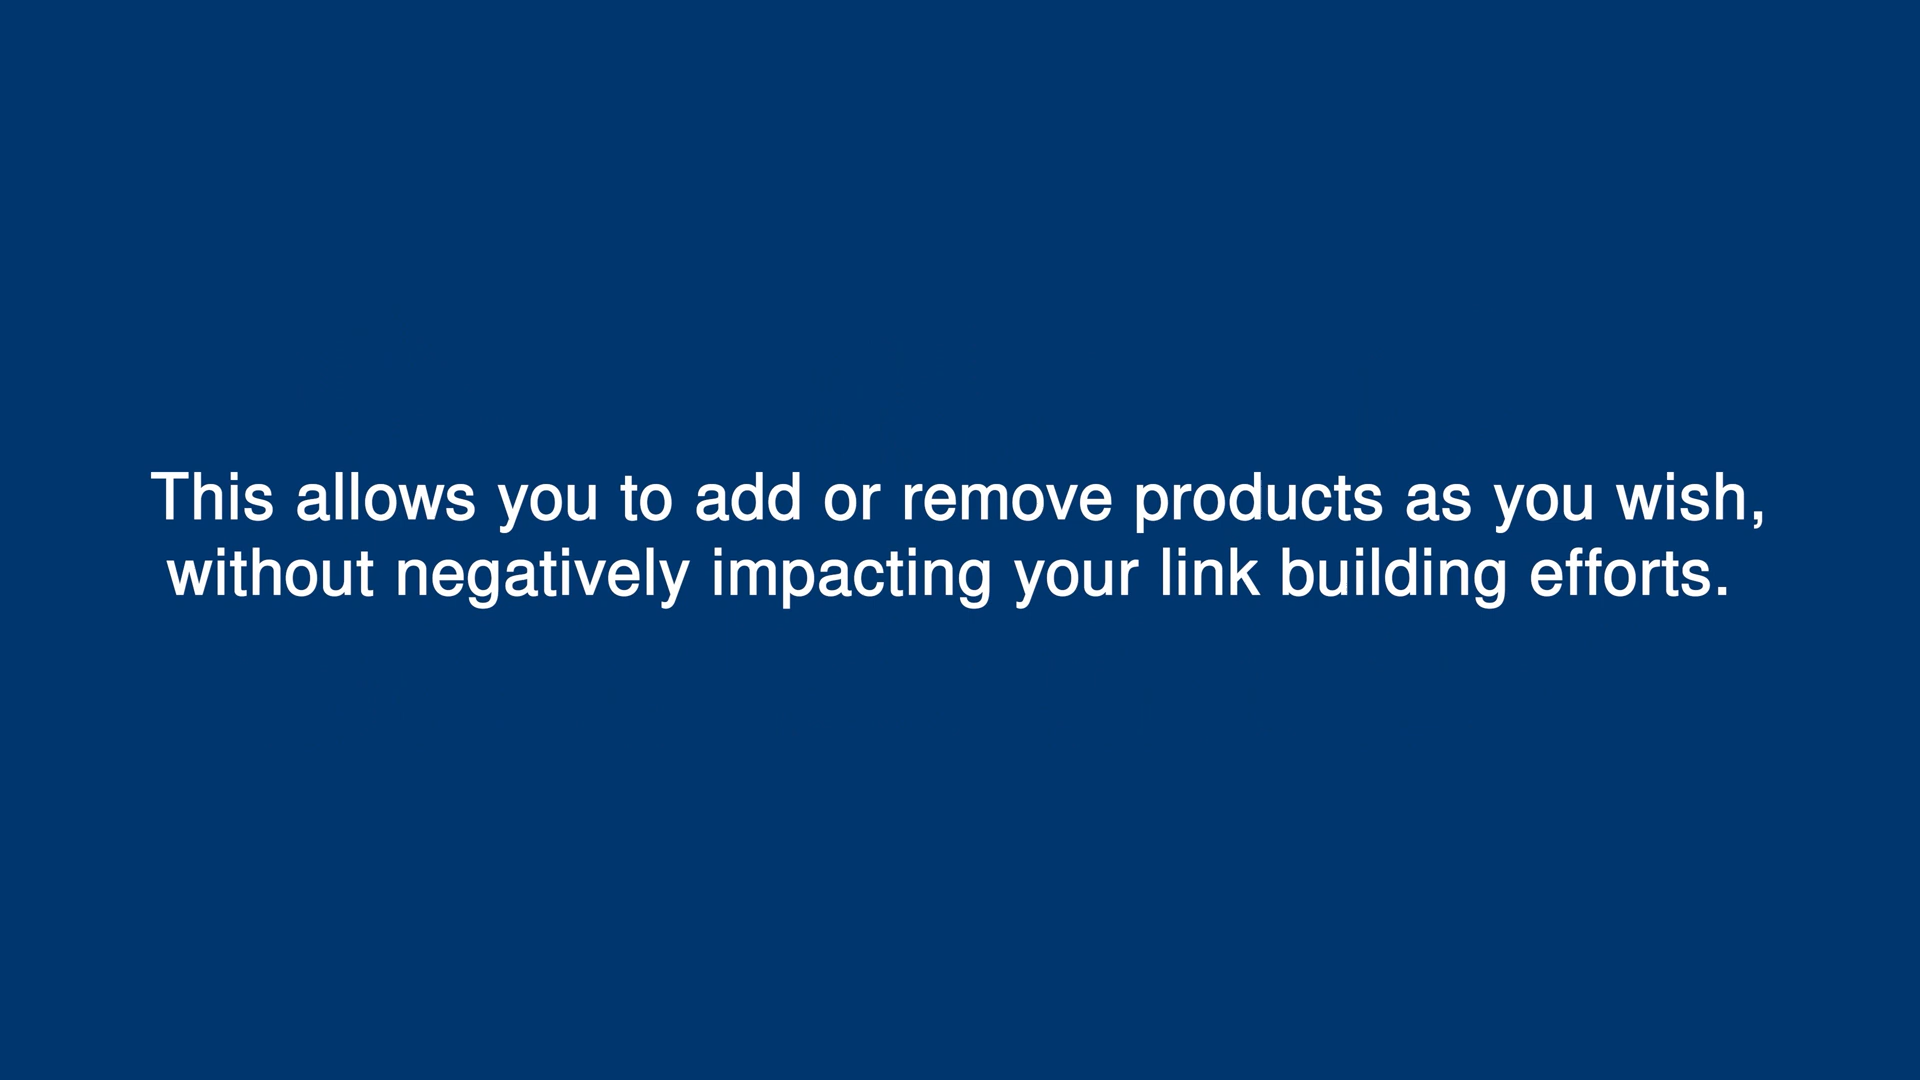 This allows you to add or remove products as you wish,
without negatively impacting your link building efforts.